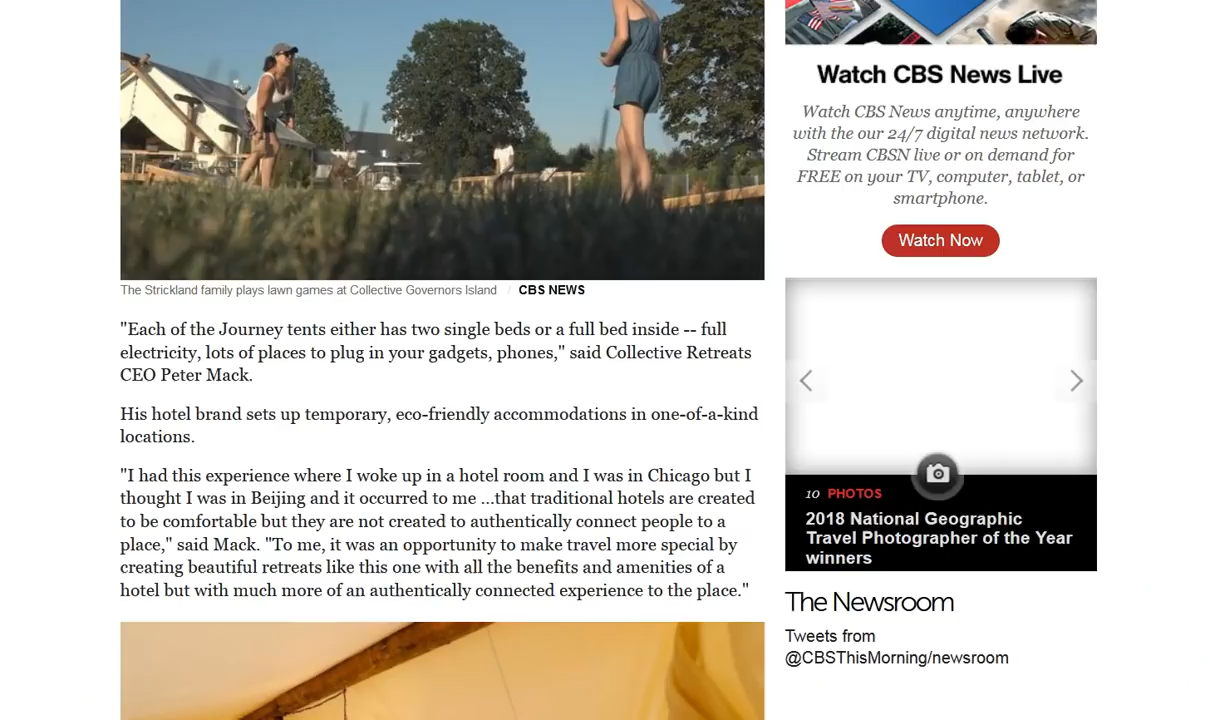 The Strickland family plays lawn games at Collective Governors Island / CBS NEWS
"Each of the Journey tents either has two single beds or a full bed inside -- full
electricity, lots of places to plug in your gadgets, phones," said Collective Retreats
CEO Peter Mack.
His hotel brand sets up temporary, eco-friendly accommodations in one-of-a-kind
locations.
"I had this experience where I woke up in a hotel room and I was in Chicago but I
thought I was in Beijing and it occurred to me ...that traditional hotels are created
to be comfortable but they are not created to authentically connect people to a
place," said Mack. "To me, it was an opportunity to make travel more special by
creating beautiful retreats like this one with all the benefits and amenities of a
hotel but with much more of an authentically connected experience to the place."
Watch CBS News Live
Watch CBS News anytime, anywhere
with the our 24/7 digital news network.
Stream CBSN live or on demand for
FREE on your TV, computer, tablet, or
smartphone.
Watch Now
10 PHOTOS
2018 National Geographic
Travel Photographer of the Year
winners
The Newsroom
Tweets from
@CBSThisMorning/newsroom